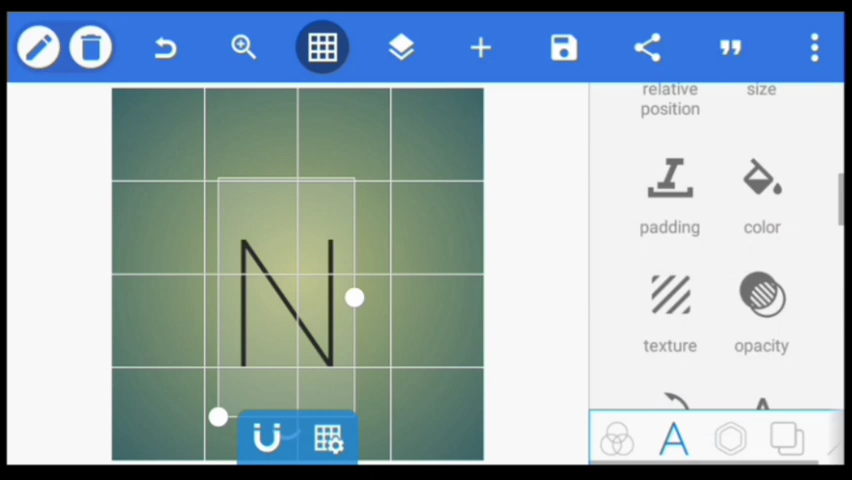 relative position
size
padding
color
texture
opacity
N